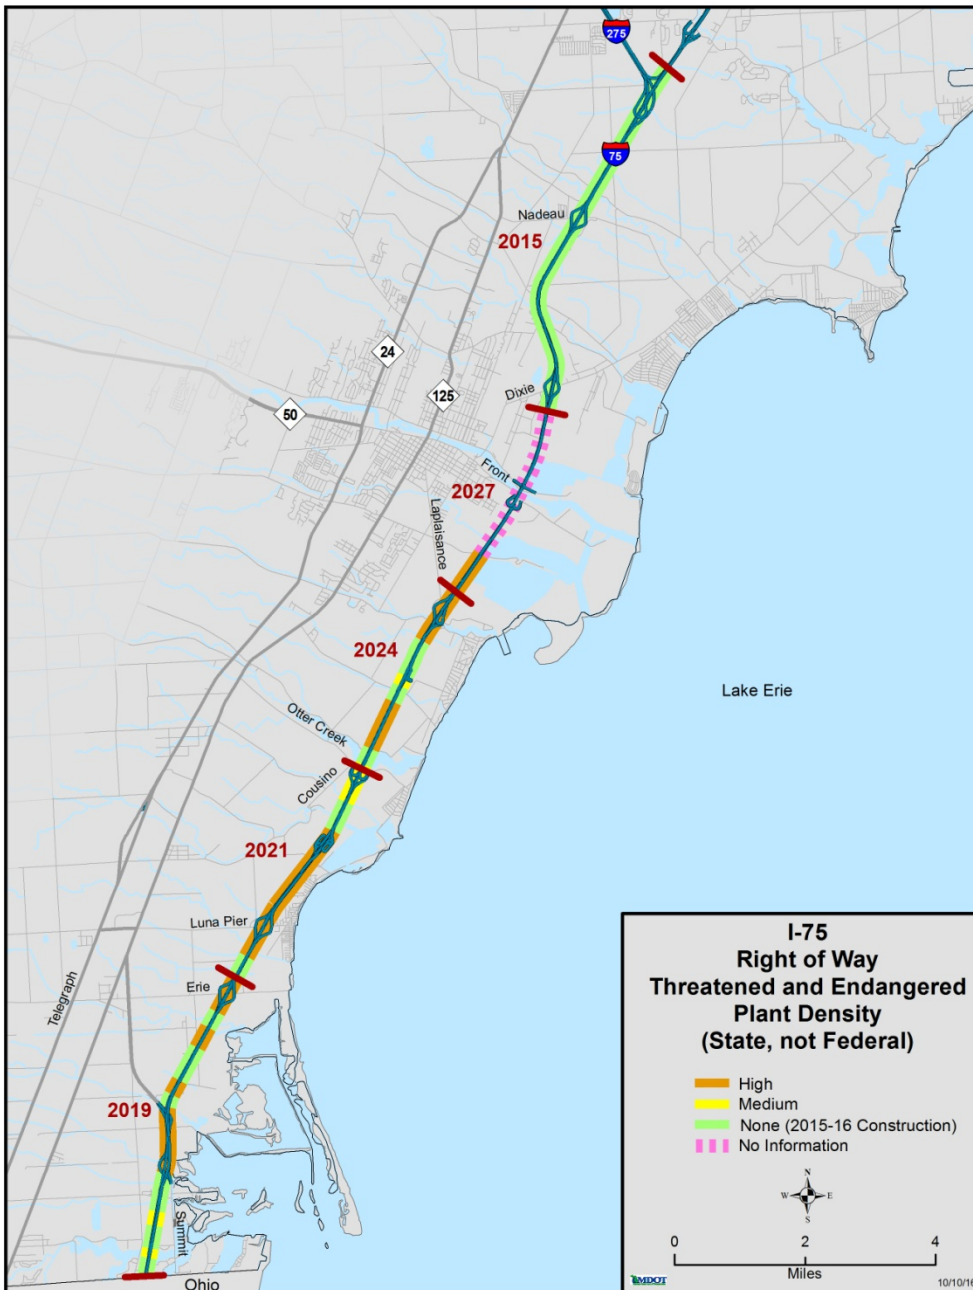 275
75
Nadeau
2015
24
125
50
Dixie
Front
2027
Laplaisance
2024
Otter Creek
Cousino
2021
Luna Pier
Erie
Telegraph
2019
Summit
Ohio
Lake Erie
I-75
Right of Way
Threatened and Endangered
Plant Density
(State, not Federal)
High
Medium
None (2015-16 Construction)
No Information
N
W E
S
0 2 4
Miles
MDOT
10/10/16